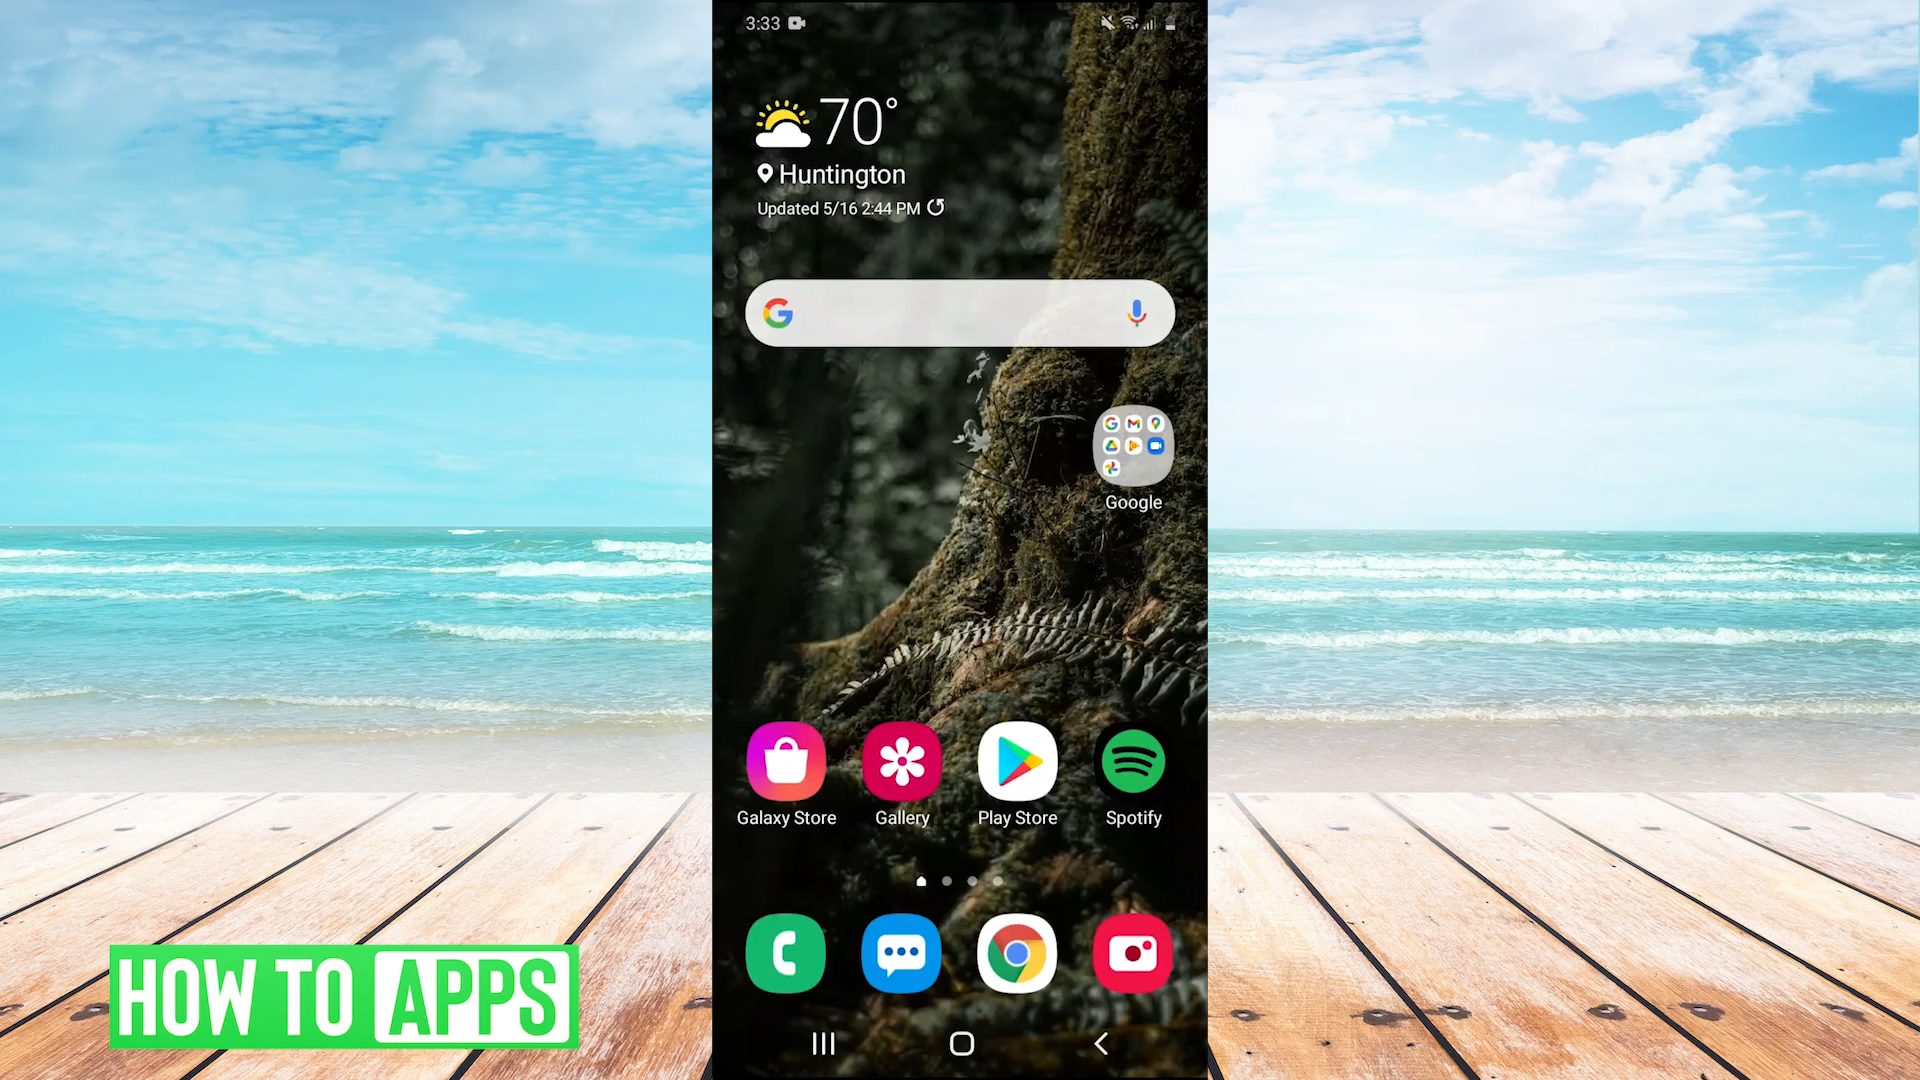 3:33
70°
Huntington
Updated 5/16 2:44 PM
Google
Galaxy Store
Gallery
Play Store
Spotify
HOW TO APPS